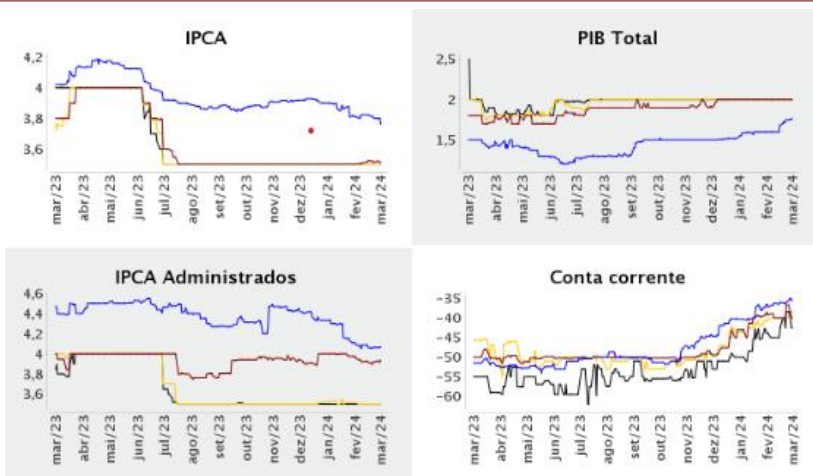 IPCA
4,2
4
3,8
3,6
mar/23 abr/23 mai/23 jun/23 jul/23 ago/23 set/23 out/23 nov/23 dez/23 jan/24 fev/24 mar/24
PIB Total
2,5
2
1,5
mar/23 abr/23 mai/23 jun/23 jul/23 ago/23 set/23 out/23 nov/23 dez/23 jan/24 fev/24 mar/24
IPCA Administrados
4,6
4,4
4,2
4
3,8
3,6
mar/23 abr/23 mai/23 jun/23 jul/23 ago/23 set/23 out/23 nov/23 dez/23 jan/24 fev/24 mar/24
Conta corrente
-35
-40
-45
-50
-55
-60
mar/23 abr/23 mai/23 jun/23 jul/23 ago/23 set/23 out/23 nov/23 dez/23 jan/24 fev/24 mar/24